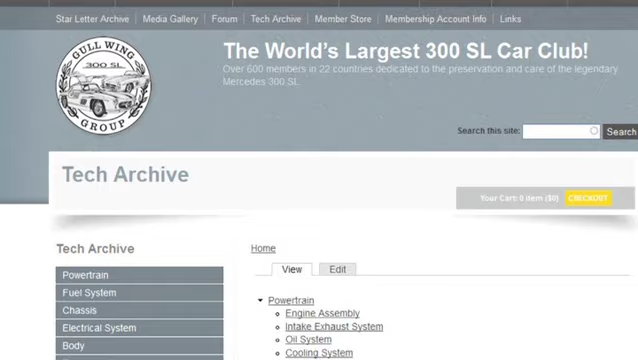 Star Letter Archive | Media Gallery | Forum | Tech Archive | Member Store | Membership Account Info | Links
GULL WING
300 SL
GROUP
The World's Largest 300 SL Car Club!
Over 600 members in 22 countries dedicated to the preservation and care of the legendary
Mercedes 300 SL.
Search this site:
Search
Tech Archive
Your Cart: 0 item ($0) CHECKOUT
Tech Archive
Powertrain
Fuel System
Chassis
Electrical System
Body
Home
View Edit
Powertrain
Engine Assembly
Intake Exhaust System
Oil System
Cooling System